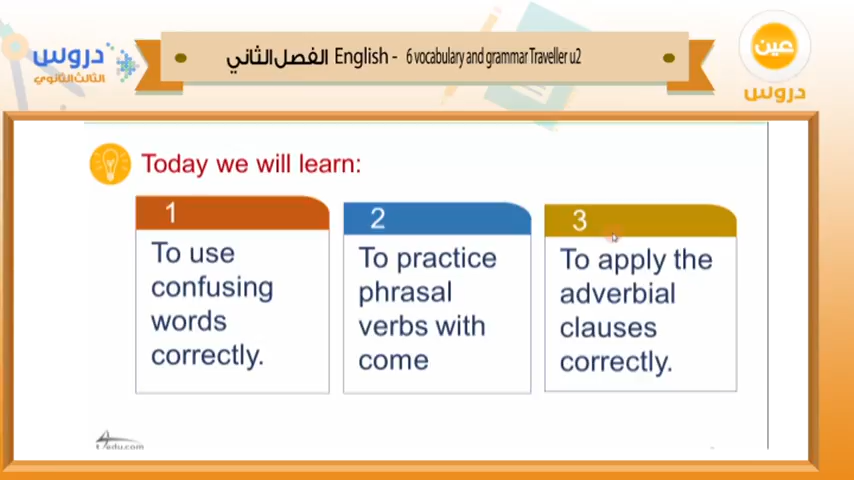 دروس
الثالث الثانوي
English - الفصل الثاني
6 vocabulary and grammar Traveller u2
عين
دروس
Today we will learn:
1
To use
confusing
words
correctly.
2
To practice
phrasal
verbs with
come
3
To apply the
adverbial
clauses
correctly.